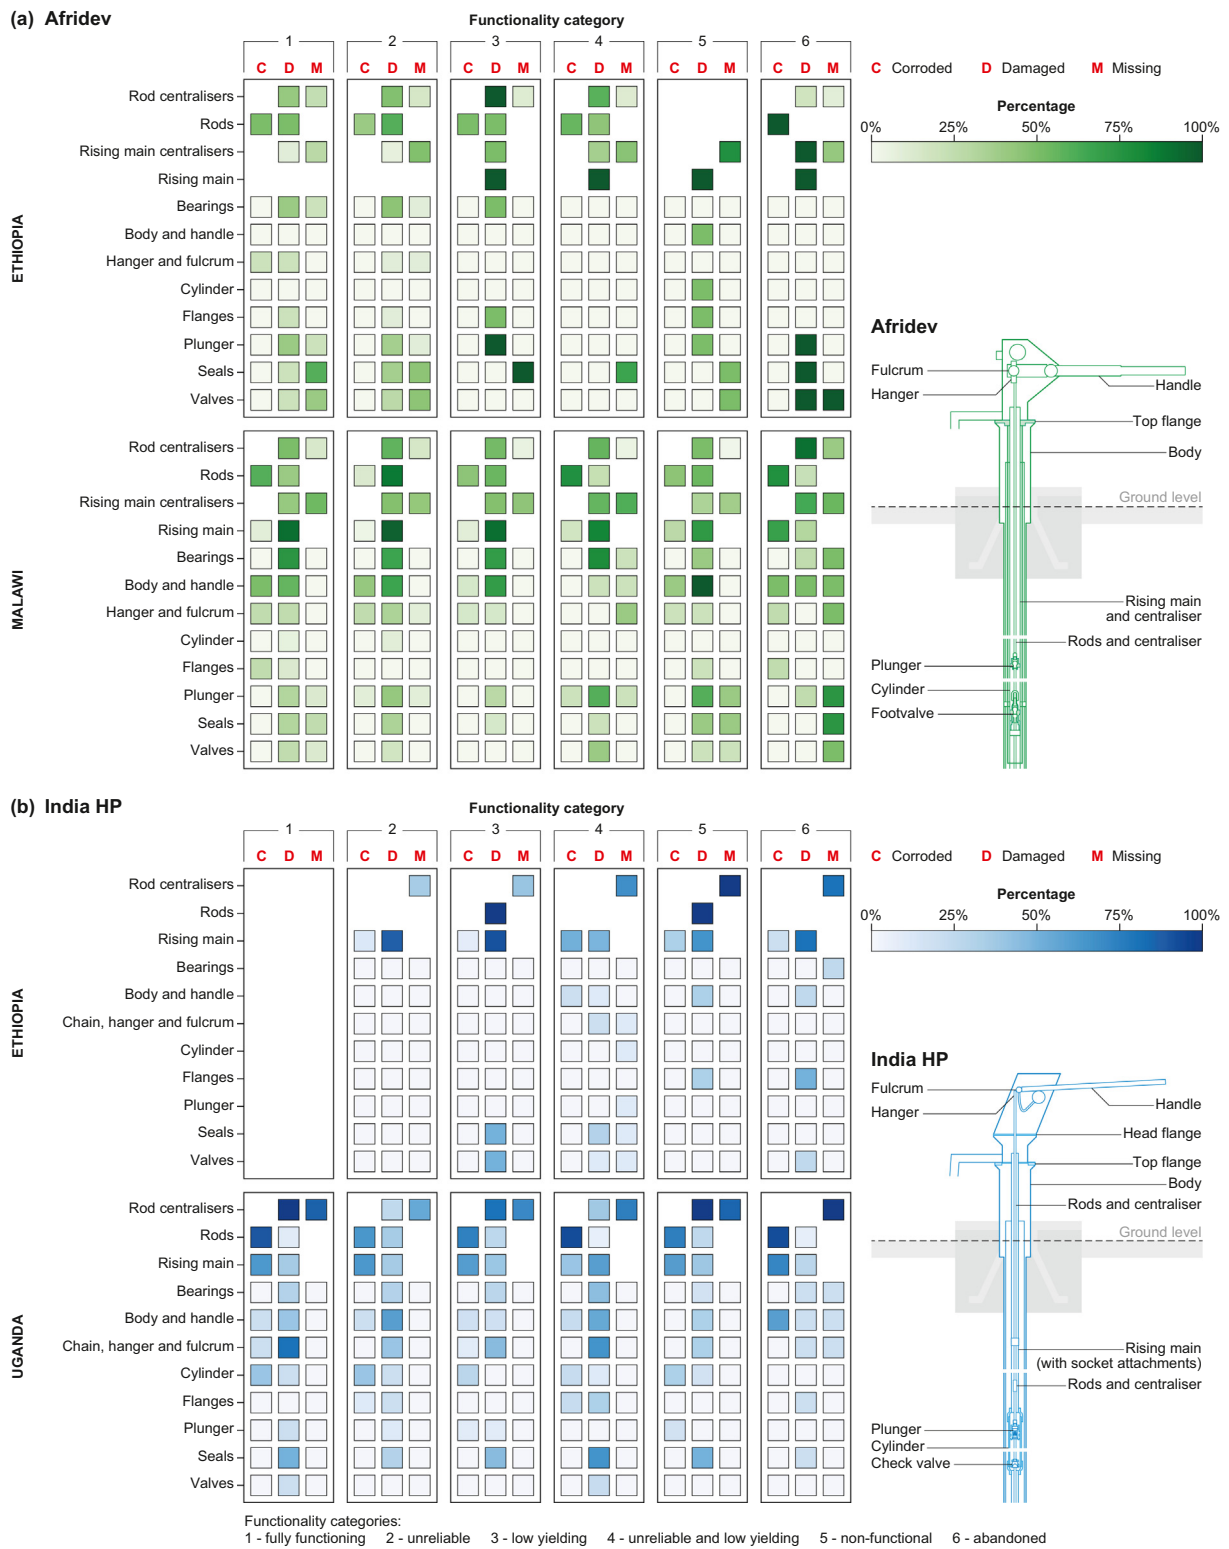 (a) Afridev
Functionality category
1 2 3 4 5 6
C D M C D M C D M C D M C D M C D M
C Corroded D Damaged M Missing
Percentage
0% 25% 50% 75% 100%
ETHIOPIA
Rod centralisers
Rods
Rising main centralisers
Rising main
Bearings
Body and handle
Hanger and fulcrum
Cylinder
Flanges
Plunger
Seals
Valves
MALAWI
Rod centralisers
Rods
Rising main centralisers
Rising main
Bearings
Body and handle
Hanger and fulcrum
Cylinder
Flanges
Plunger
Seals
Valves
Afridev
Fulcrum
Hanger
Handle
Top flange
Body
Ground level
Rising main
and centraliser
Rods and centraliser
Plunger
Cylinder
Footvalve
(b) India HP
Functionality category
1 2 3 4 5 6
C D M C D M C D M C D M C D M C D M
C Corroded D Damaged M Missing
Percentage
0% 25% 50% 75% 100%
ETHIOPIA
Rod centralisers
Rods
Rising main
Bearings
Body and handle
Chain, hanger and fulcrum
Cylinder
Flanges
Plunger
Seals
Valves
UGANDA
Rod centralisers
Rods
Rising main
Bearings
Body and handle
Chain, hanger and fulcrum
Cylinder
Flanges
Plunger
Seals
Valves
India HP
Fulcrum
Hanger
Handle
Head flange
Top flange
Body
Rods and centraliser
Ground level
Rising main
(with socket attachments)
Rods and centraliser
Plunger
Cylinder
Check valve
Functionality categories:
1 - fully functioning 2 - unreliable 3 - low yielding 4 - unreliable and low yielding 5 - non-functional 6 - abandoned